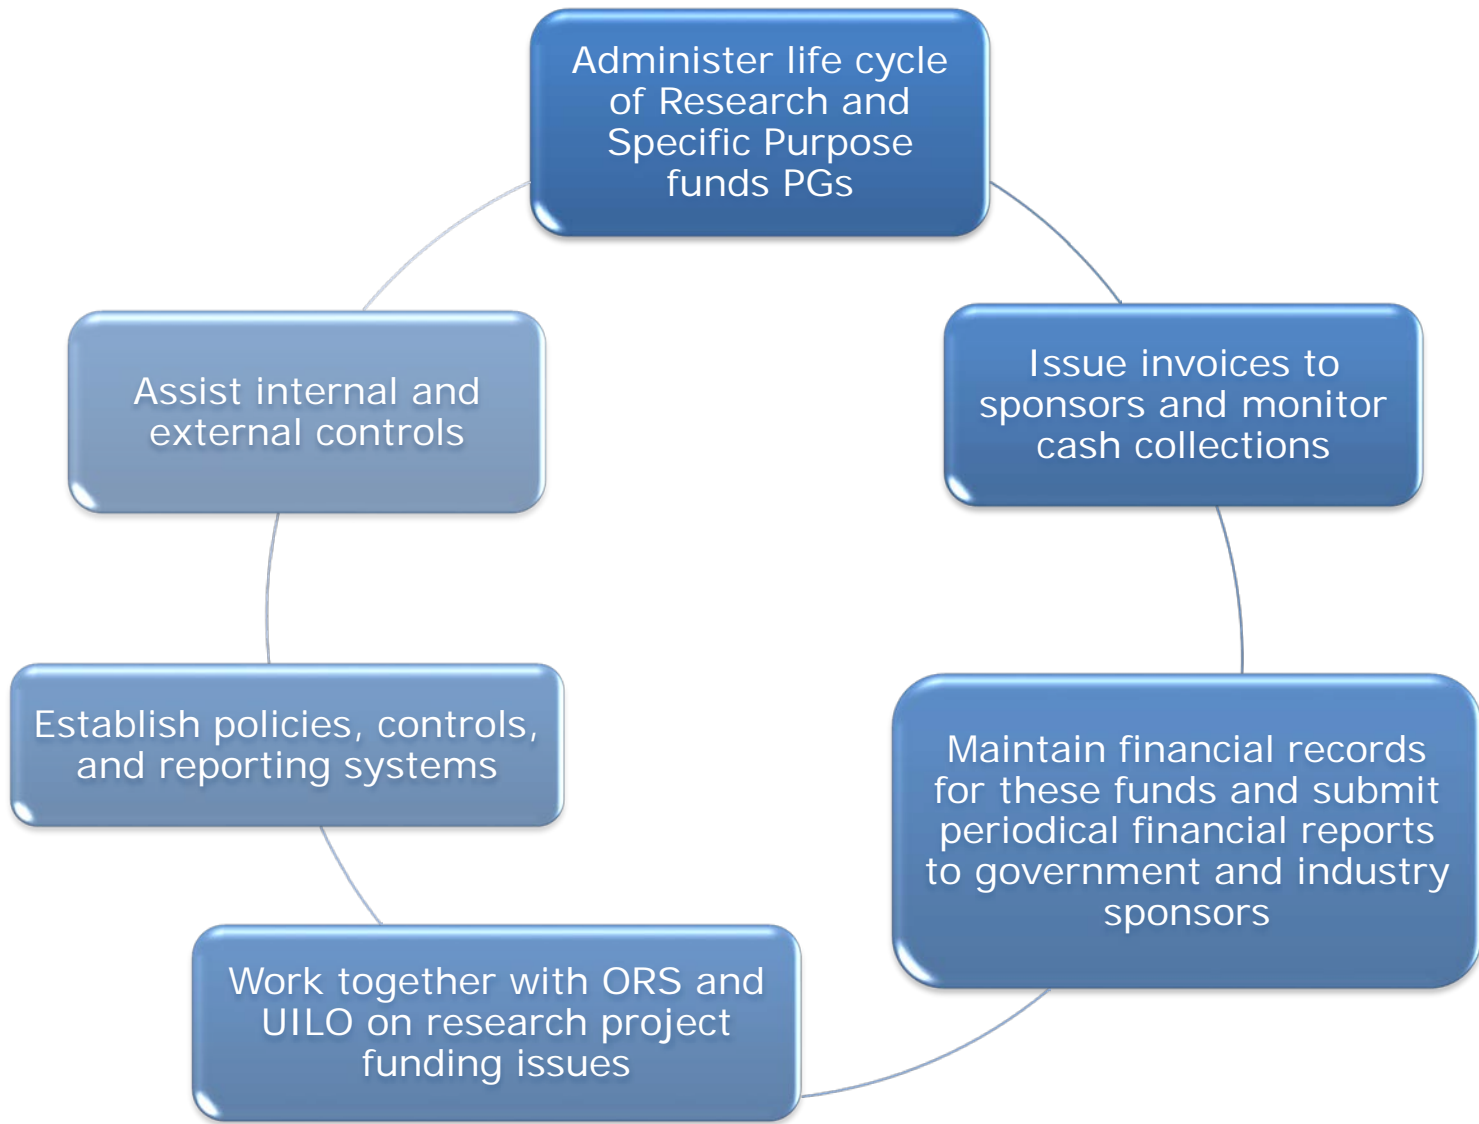 Administer life cycle
of Research and
Specific Purpose
funds PGs
Issue invoices to
sponsors and monitor
cash collections
Maintain financial records
for these funds and submit
periodical financial reports
to government and industry
sponsors
Work together with ORS and
UILO on research project
funding issues
Establish policies, controls,
and reporting systems
Assist internal and
external controls